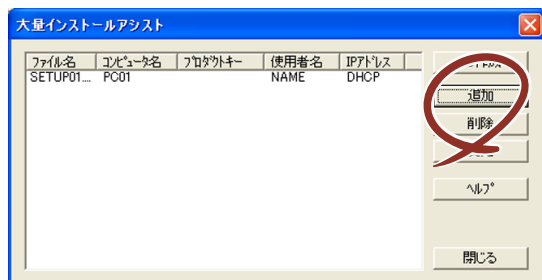 大量インストールアシスト
ファイル名 コンピュータ名 プロダクトキー 使用者名 IPアドレス
SETUP01.... PC01 NAME DHCP
追加
削除
ヘルプ
閉じる